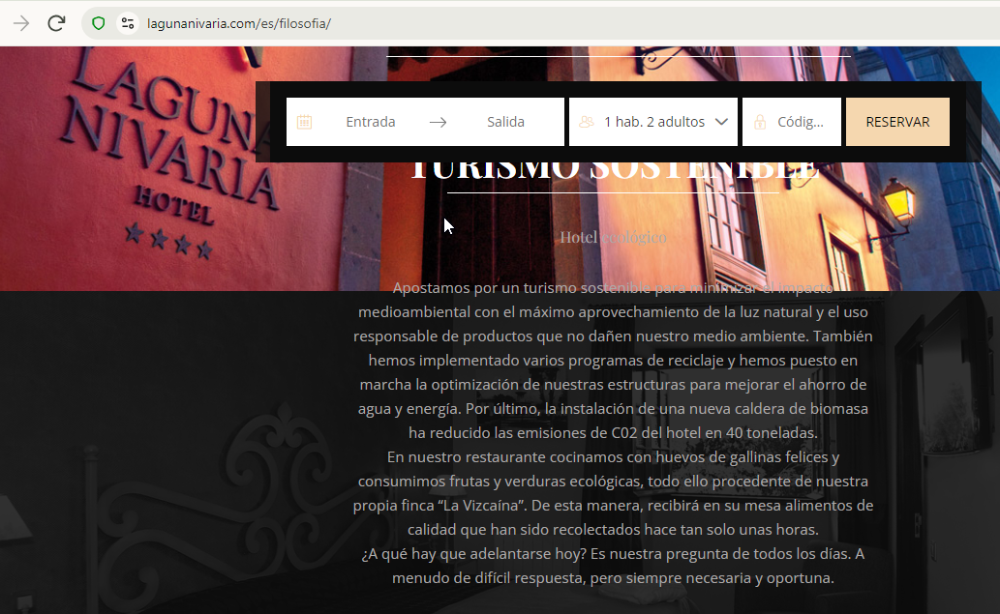 lagunanivaria.com/es/filosofia/
LAGUNA
NIVARIA
HOTEL
Entrada
Salida
1 hab. 2 adultos
Códig...
RESERVAR
TURISMO SOSTENIBLE
Hotel ecológico
Apostamos por un turismo sostenible para minimizar el impacto
medioambiental con el máximo aprovechamiento de la luz natural y el uso
responsable de productos que no dañen nuestro medio ambiente. También
hemos implementado varios programas de reciclaje y hemos puesto en
marcha la optimización de nuestras estructuras para mejorar el ahorro de
agua y energía. Por último, la instalación de una nueva caldera de biomasa
ha reducido las emisiones de C02 del hotel en 40 toneladas.
En nuestro restaurante cocinamos con huevos de gallinas felices y
consumimos frutas y verduras ecológicas, todo ello procedente de nuestra
propia finca “La Vizcaína”. De esta manera, recibirá en su mesa alimentos de
calidad que han sido recolectados hace tan solo unas horas.
¿A qué hay que adelantarse hoy? Es nuestra pregunta de todos los días. A
menudo de difícil respuesta, pero siempre necesaria y oportuna.